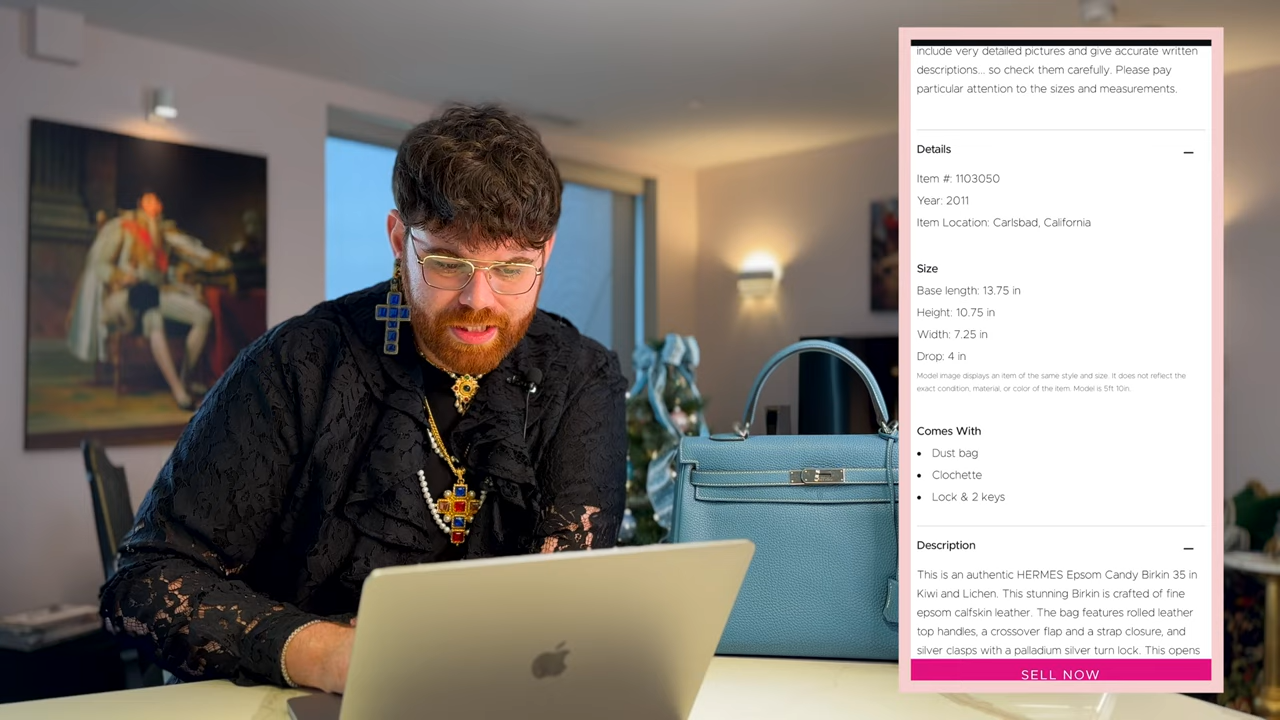 include very detailed pictures and give accurate written
descriptions... so check them carefully. Please pay
particular attention to the sizes and measurements.
Details
Item #: 1103050
Year: 2011
Item Location: Carlsbad, California
Size
Base length: 13.75 in
Height: 10.75 in
Width: 7.25 in
Drop: 4 in
Model image displays an item of the same style and size. It does not reflect the
exact condition, material, or color of the item. Model is 5ft 10in.
Comes With
• Dust bag
• Clochette
• Lock & 2 keys
Description
This is an authentic HERMES Epsom Candy Birkin 35 in
Kiwi and Lichen. This stunning Birkin is crafted of fine
epsom calfskin leather. The bag features rolled leather
top handles, a crossover flap and a strap closure, and
silver clasps with a palladium silver turn lock. This opens
SELL NOW